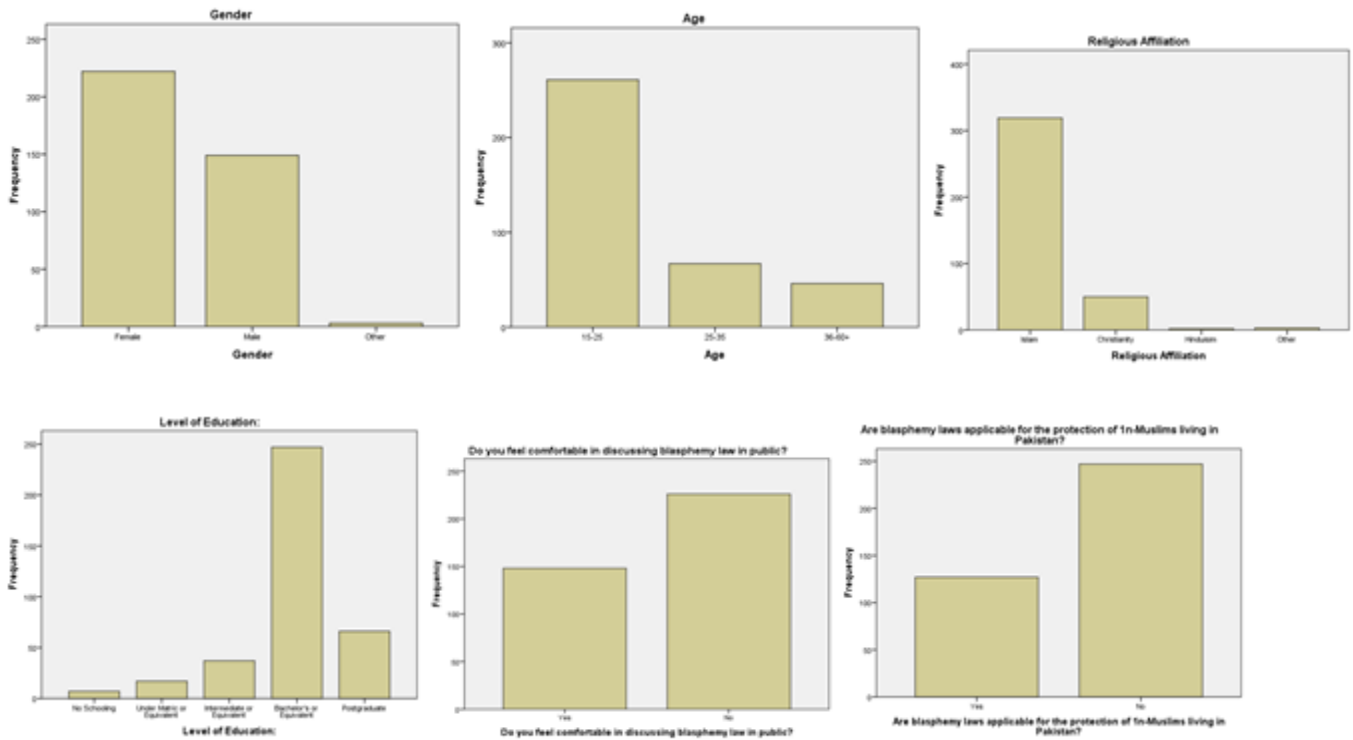 Gender
250
200
150
100
50
0
Frequency
Female Male Other
Gender
Age
300
200
100
0
Frequency
15-25 25-35 36-60+
Age
Religious Affiliation
400
300
200
100
0
Frequency
Islam Christianity Hinduism Other
Religious Affiliation
Level of Education:
250
200
150
100
50
0
Frequency
No Schooling Under Matric or Intermediate or Bachelor's or Postgraduate
Equivalent Equivalent Equivalent
Level of Education:
Do you feel comfortable in discussing blasphemy law in public?
250
200
150
100
50
0
Frequency
Yes No
Do you feel comfortable in discussing blasphemy law in public?
Are blasphemy laws applicable for the protection of 1n-Muslims living in
Pakistan?
250
200
150
100
50
0
Frequency
Yes No
Are blasphemy laws applicable for the protection of 1n-Muslims living in
Pakistan?